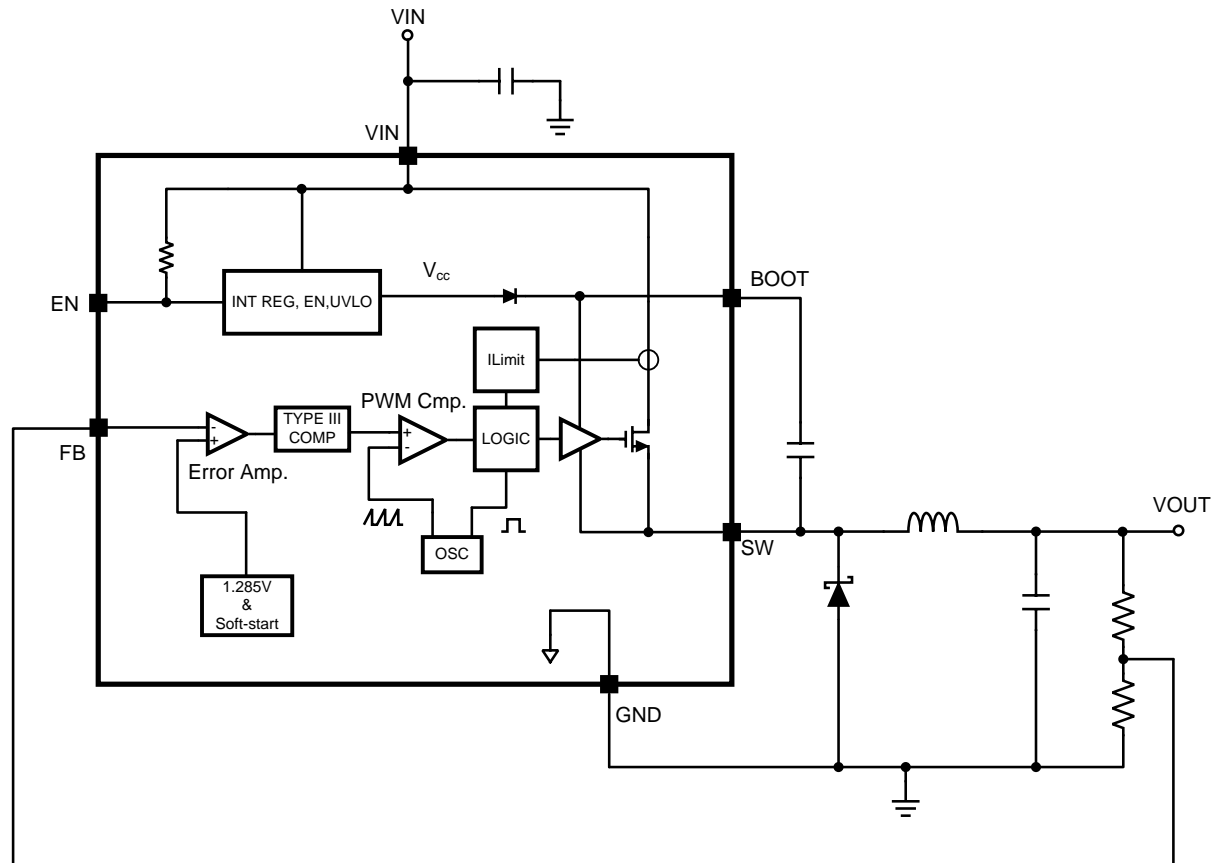 VIN
VIN
BOOT
V_cc
EN
INT REG, EN,UVLO
ILimit
PWM Cmp.
TYPE III
COMP
FB
-
+
+
-
LOGIC
Error Amp.
VOUT
OSC
SW
1.285V
&
Soft-start
GND